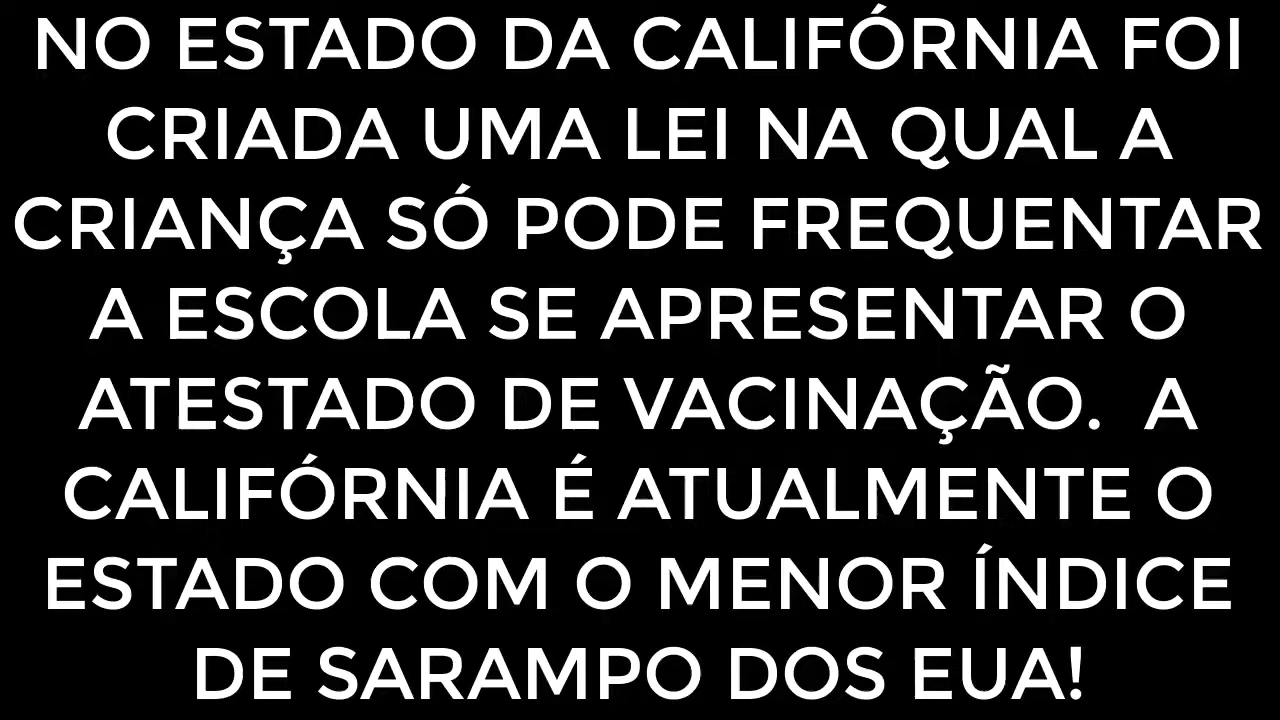 NO ESTADO DA CALIFÓRNIA FOI
CRIADA UMA LEI NA QUAL A
CRIANÇA SÓ PODE FREQUENTAR
A ESCOLA SE APRESENTAR O
ATESTADO DE VACINAÇÃO.  A
CALIFÓRNIA É ATUALMENTE O
ESTADO COM O MENOR ÍNDICE
DE SARAMPO DOS EUA!